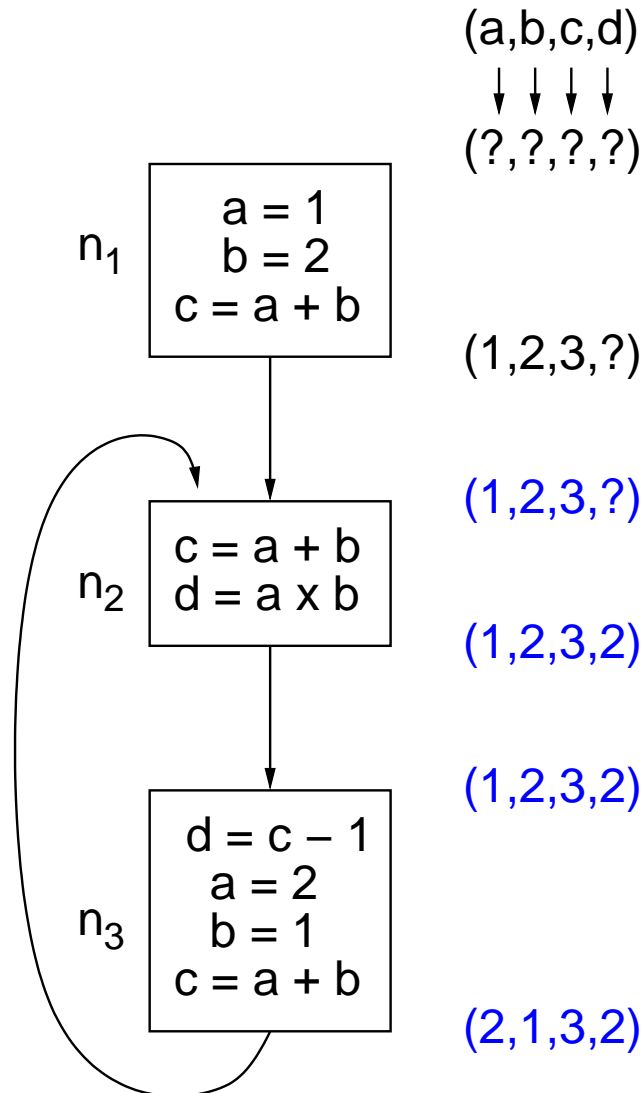 (a,b,c,d)
(?,?,?,?)
n₁
a = 1
b = 2
c = a + b
(1,2,3,?)
(1,2,3,?)
n₂
c = a + b
d = a x b
(1,2,3,2)
(1,2,3,2)
n₃
d = c – 1
a = 2
b = 1
c = a + b
(2,1,3,2)